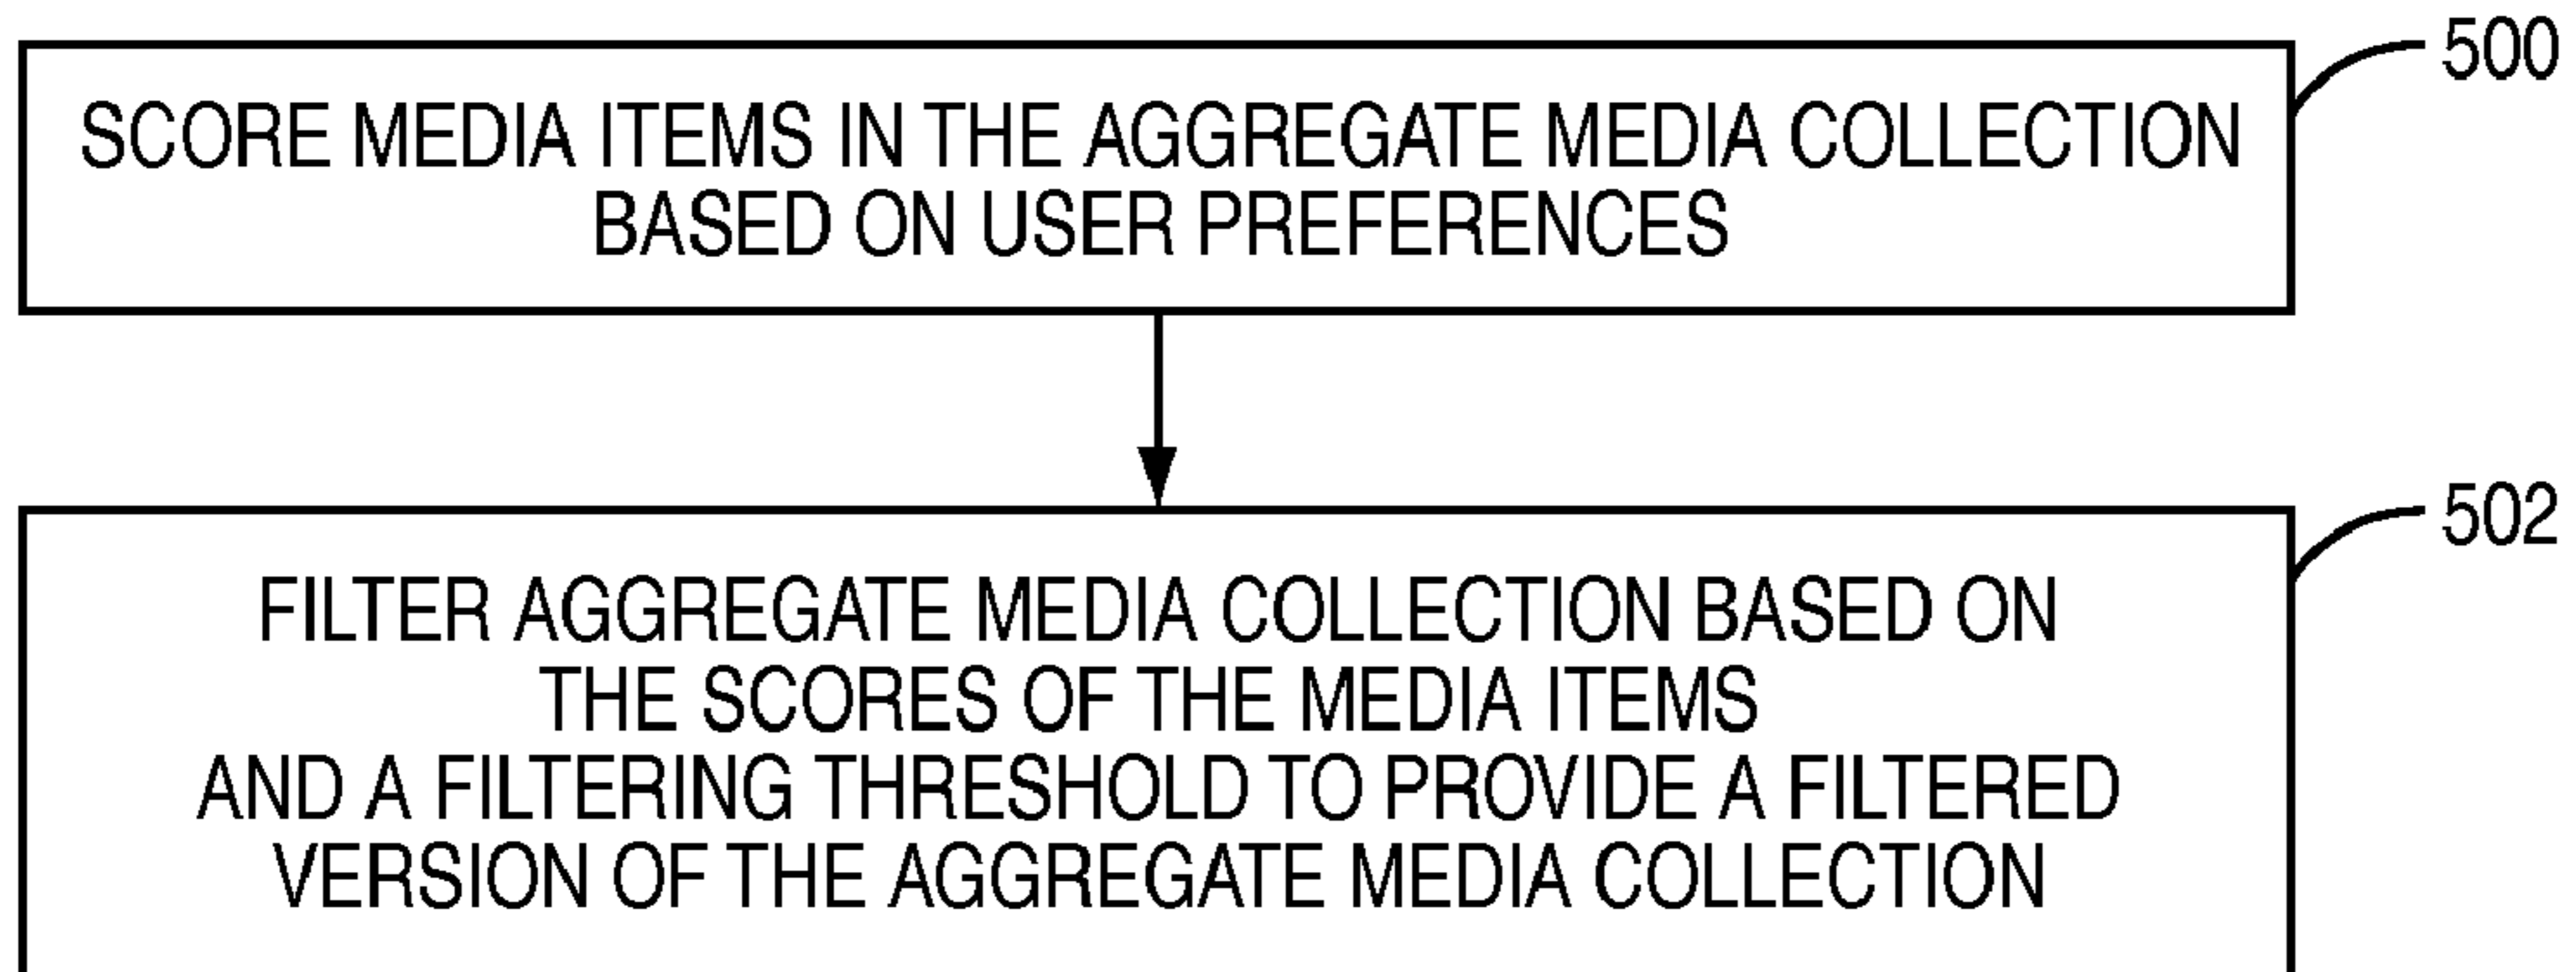 500
SCORE MEDIA ITEMS IN THE AGGREGATE MEDIA COLLECTION
BASED ON USER PREFERENCES
502
FILTER AGGREGATE MEDIA COLLECTION BASED ON
THE SCORES OF THE MEDIA ITEMS
AND A FILTERING THRESHOLD TO PROVIDE A FILTERED
VERSION OF THE AGGREGATE MEDIA COLLECTION